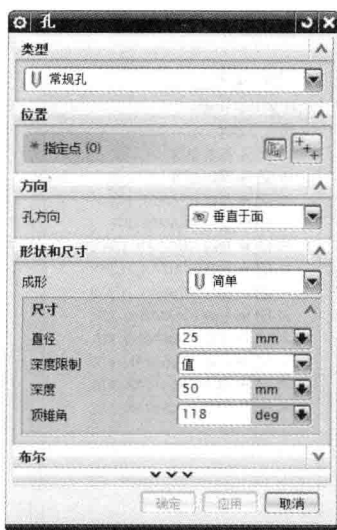 孔
类型
常规孔
位置
* 指定点 (0)
方向
孔方向 垂直于面
形状和尺寸
成形 简单
尺寸
直径 25 mm
深度限制 值
深度 50 mm
顶锥角 118 deg
布尔
确定 应用 取消